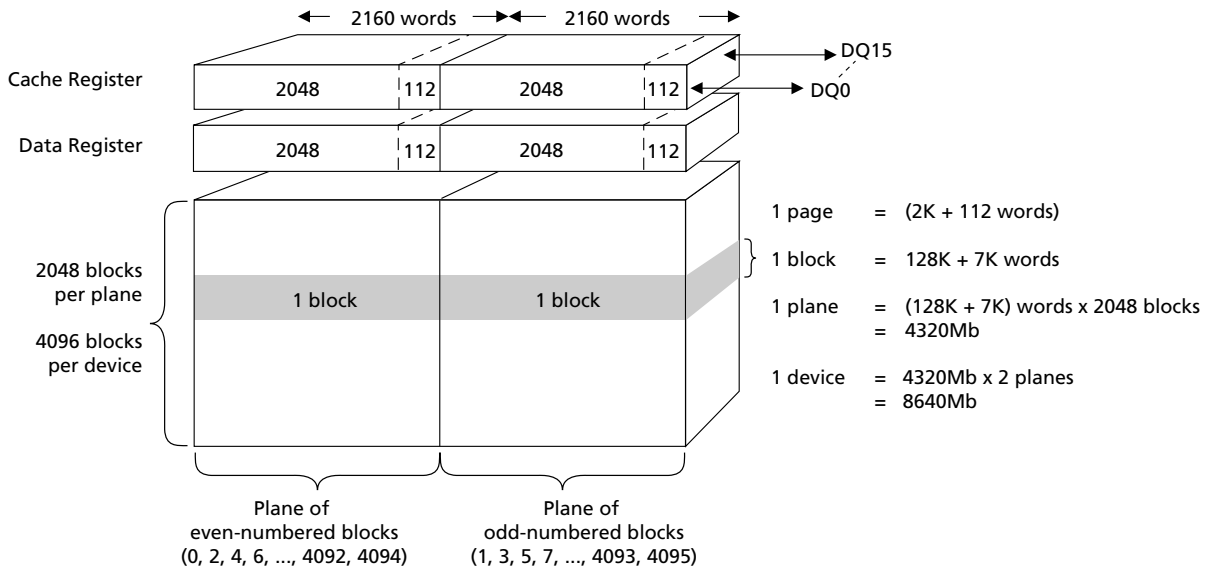 2160 words 2160 words
Cache Register
2048 112 2048 112
DQ15
DQ0
Data Register
2048 112 2048 112
2048 blocks
per plane
4096 blocks
per device
1 block 1 block
1 page = (2K + 112 words)
1 block = 128K + 7K words
1 plane = (128K + 7K) words x 2048 blocks
= 4320Mb
1 device = 4320Mb x 2 planes
= 8640Mb
Plane of
even-numbered blocks
(0, 2, 4, 6, ..., 4092, 4094)
Plane of
odd-numbered blocks
(1, 3, 5, 7, ..., 4093, 4095)